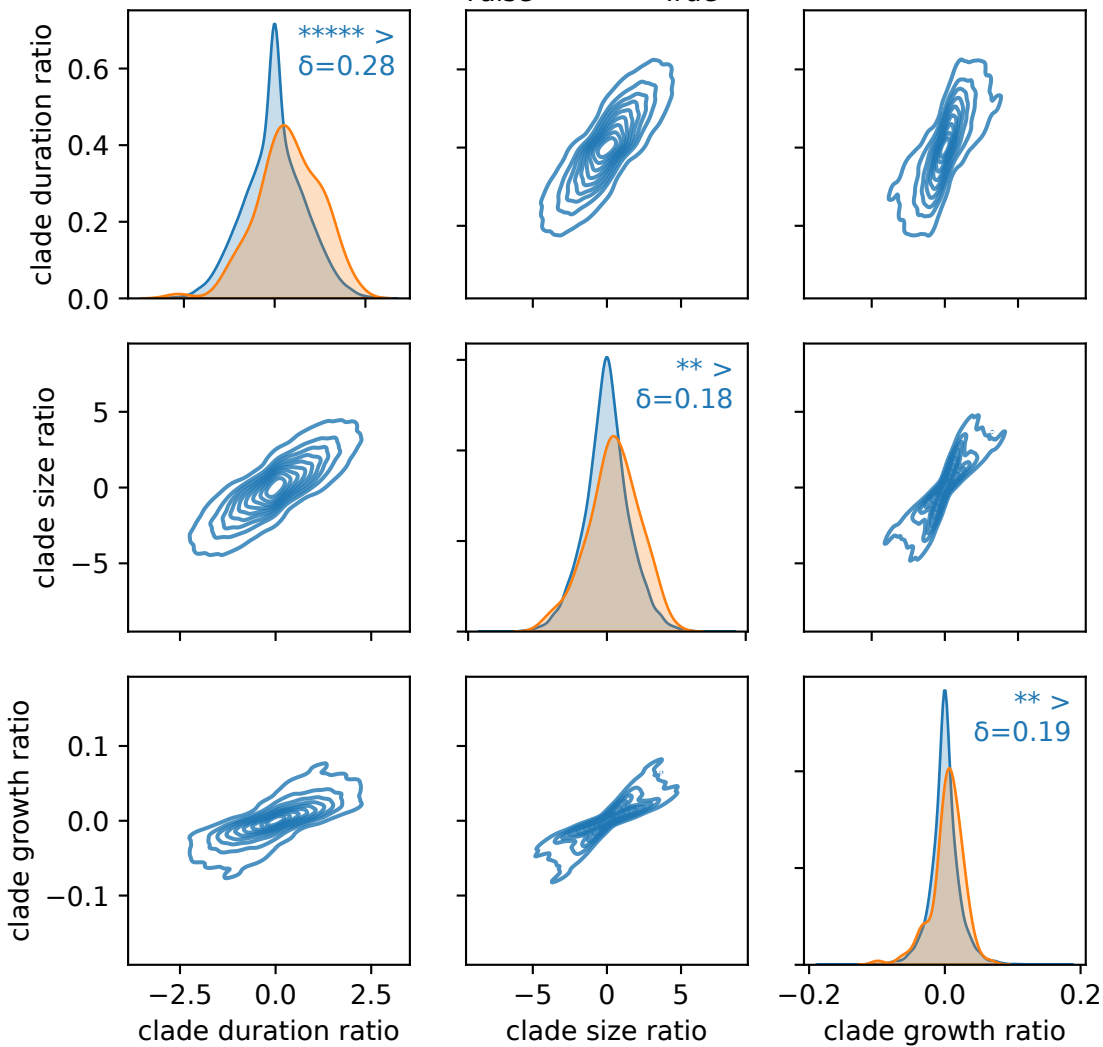 ***** >
δ=0.28
clade duration ratio
0.6
0.4
0.2
0.0
** >
δ=0.18
clade size ratio
5
0
−5
** >
δ=0.19
clade growth ratio
0.1
0.0
−0.1
−2.5 0.0 2.5
−5 0 5
−0.2 0.0 0.2
clade duration ratio
clade size ratio
clade growth ratio